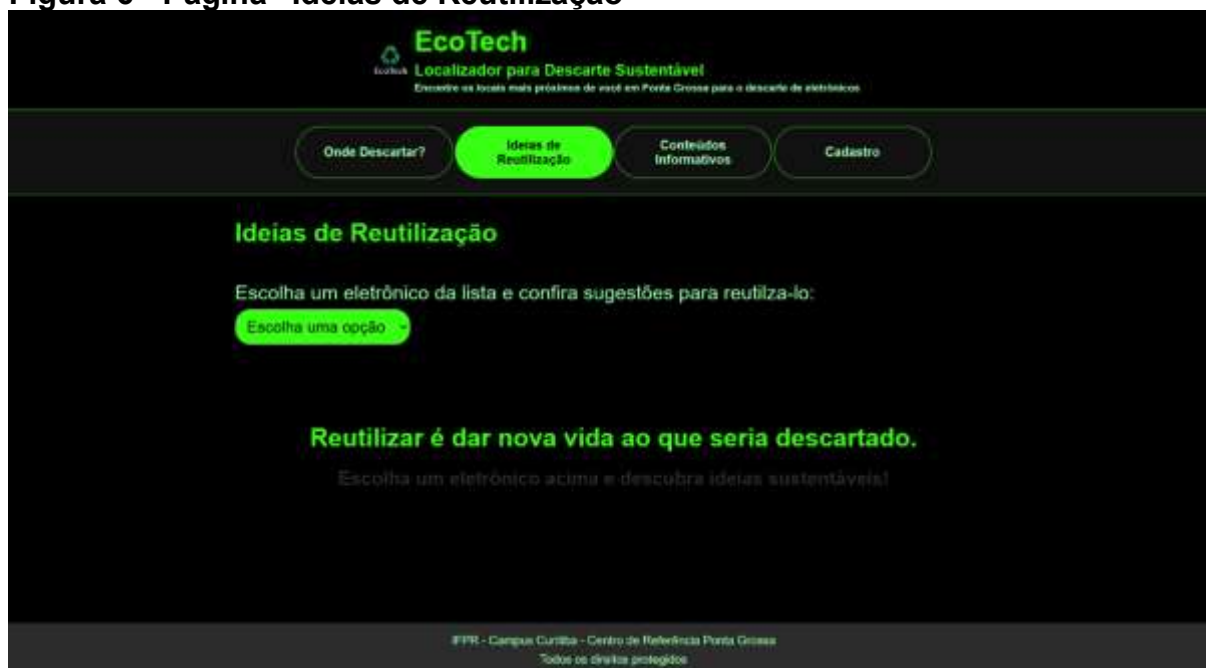 Figura 6 - Página "Ideias de Reutilização"
EcoTech
EcoTech
Localizador para Descarte Sustentável
Encontre os locais mais próximos de você em Ponta Grossa para o descarte de eletrônicos
Onde Descartar?
Ideias de
Reutilização
Conteúdos
Informativos
Cadastro
Ideias de Reutilização
Escolha um eletrônico da lista e confira sugestões para reutilza-lo:
Escolha uma opção
Reutilizar é dar nova vida ao que seria descartado.
Escolha um eletrônico acima e descubra ideias sustentáveis!
IFPR - Campus Curitiba - Centro de Referência Ponta Grossa
Todos os direitos protegidos